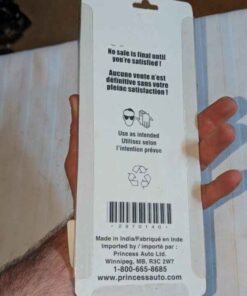 No sale is final until
you're satisfied !
Aucune vente n'est
définitive sans votre
pleine satisfaction !
Use as intended
Utilisez selon
l'intention prévue
Made in India/Fabriqué en Inde
Imported by / importé par :
Princess Auto Ltd.
Winnipeg, MB, R3C 2W7
1-800-665-8685
www.princessauto.com